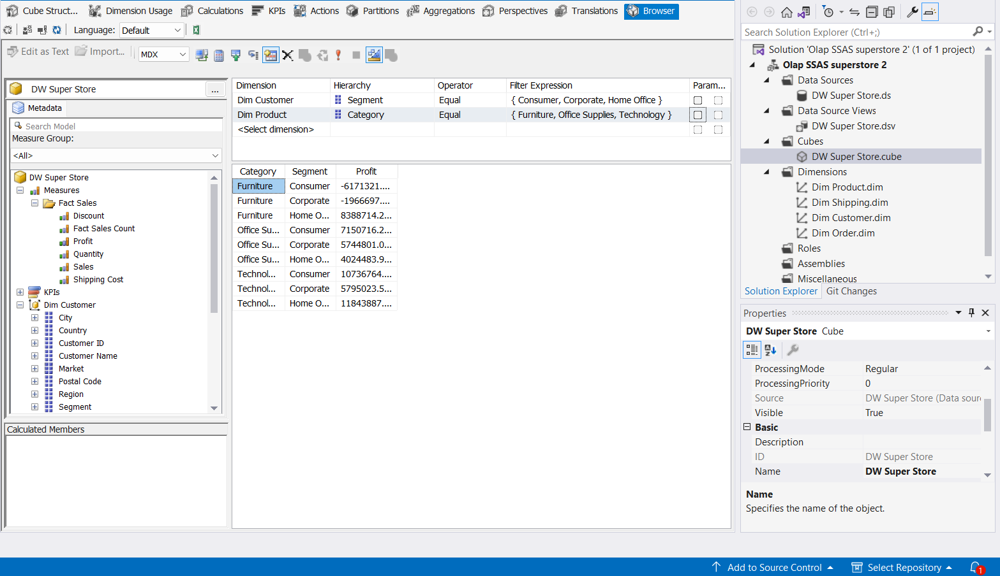 Cube Struct... Dimension Usage Calculations KPIs Actions Partitions Aggregations Perspectives Translations Browser
Language: Default
Edit as Text Import... MDX
DW Super Store ...
Metadata
Search Model
Measure Group:
<All>
DW Super Store
Measures
Fact Sales
Discount
Fact Sales Count
Profit
Quantity
Sales
Shipping Cost
KPIs
Dim Customer
City
Country
Customer ID
Customer Name
Market
Postal Code
Region
Segment
Calculated Members
Dimension Hierarchy Operator Filter Expression Param...
Dim Customer Segment Equal { Consumer, Corporate, Home Office }
Dim Product Category Equal { Furniture, Office Supplies, Technology }
<Select dimension>
Category Segment Profit
Furniture Consumer -6171321....
Furniture Corporate -1966697....
Furniture Home O... 8388714.2...
Office Su... Consumer 7150716.2...
Office Su... Corporate 5744801.0...
Office Su... Home O... 4024483.9...
Technol... Consumer 10736764....
Technol... Corporate 5795023.5...
Technol... Home O... 11843887....
Search Solution Explorer (Ctrl+;)
Solution 'Olap SSAS superstore 2' (1 of 1 project)
Olap SSAS superstore 2
Data Sources
DW Super Store.ds
Data Source Views
DW Super Store.dsv
Cubes
DW Super Store.cube
Dimensions
Dim Product.dim
Dim Shipping.dim
Dim Customer.dim
Dim Order.dim
Roles
Assemblies
Miscellaneous
Solution Explorer Git Changes
Properties
DW Super Store Cube
ProcessingMode Regular
ProcessingPriority 0
Source DW Super Store (Data sour
Visible True
Basic
Description
ID DW Super Store
Name DW Super Store
Name
Specifies the name of the object.
Add to Source Control Select Repository 1